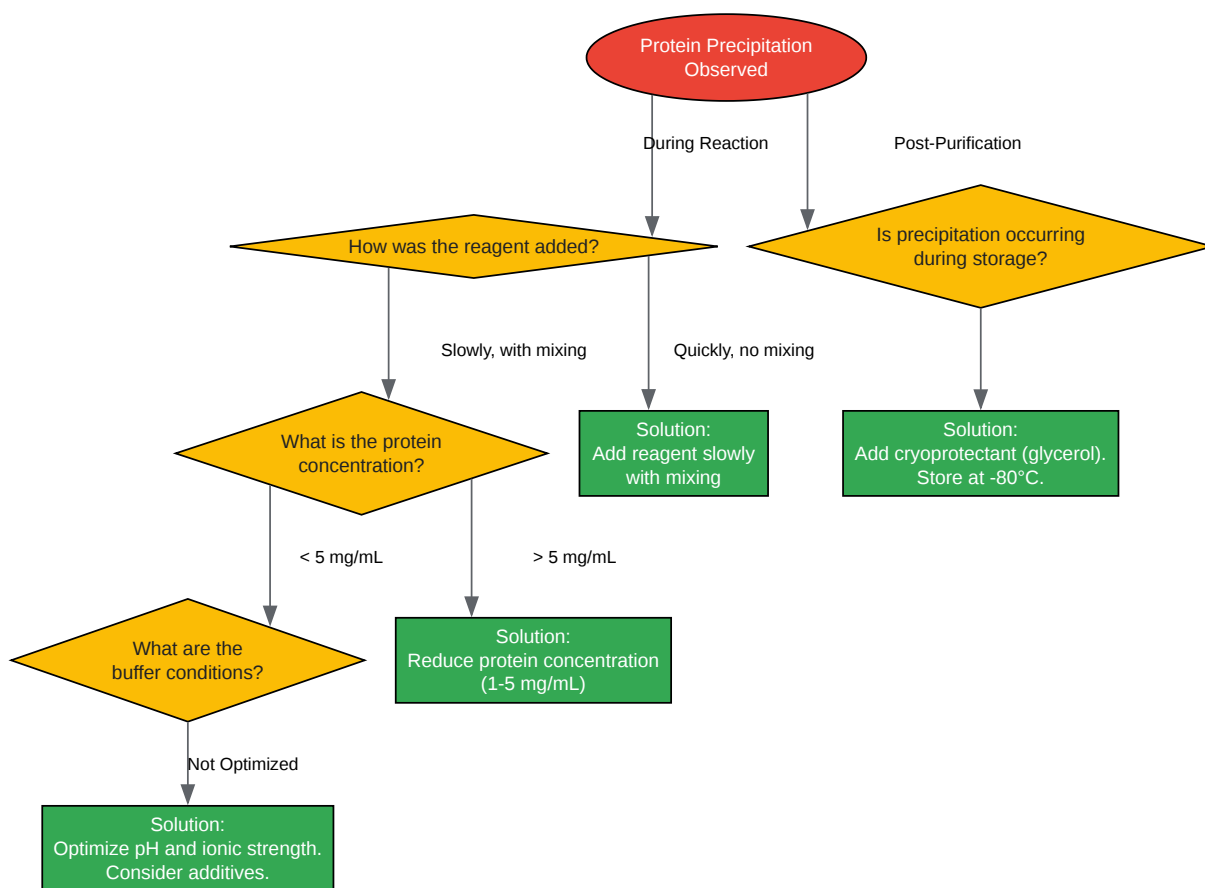 Protein Precipitation
Observed
During Reaction
Post-Purification
How was the reagent added?
Is precipitation occurring
during storage?
Slowly, with mixing
Quickly, no mixing
What is the protein
concentration?
Solution:
Add reagent slowly
with mixing
Solution:
Add cryoprotectant (glycerol).
Store at -80°C.
< 5 mg/mL
> 5 mg/mL
What are the
buffer conditions?
Solution:
Reduce protein concentration
(1-5 mg/mL)
Not Optimized
Solution:
Optimize pH and ionic strength.
Consider additives.